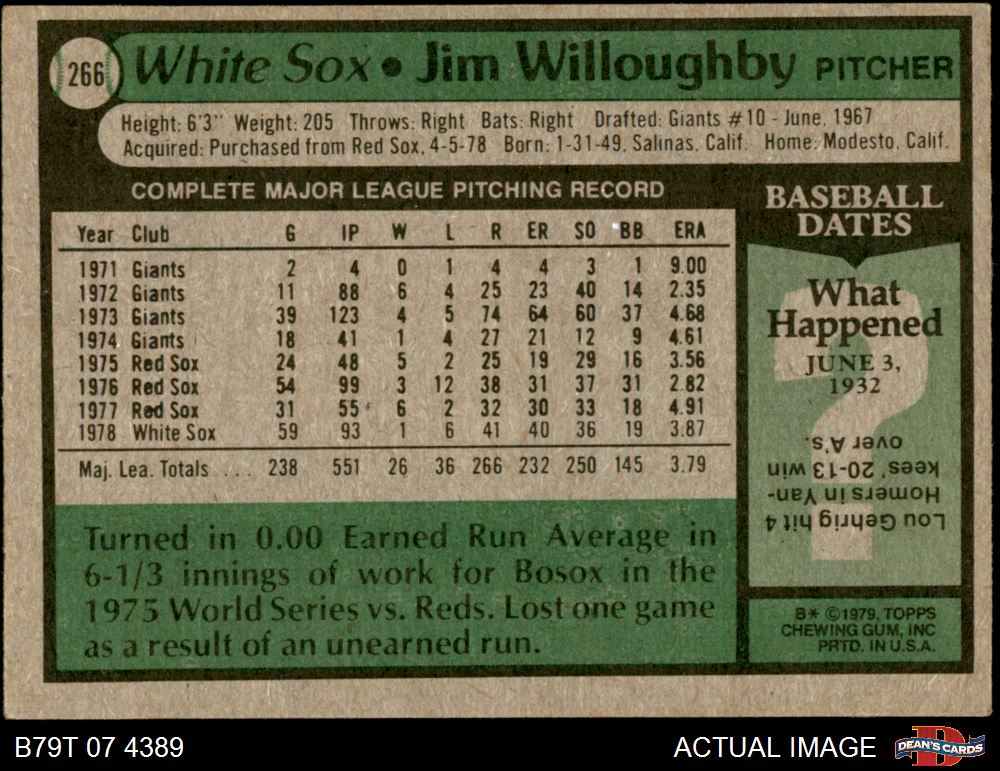 266 White Sox • Jim Willoughby PITCHER
Height: 6'3" Weight: 205 Throws: Right Bats: Right Drafted: Giants #10 - June, 1967
Acquired: Purchased from Red Sox, 4-5-78 Born: 1-31-49, Salinas, Calif. Home: Modesto, Calif.
COMPLETE MAJOR LEAGUE PITCHING RECORD
Year Club G IP W L R ER SO BB ERA
1971 Giants 2 4 0 1 4 4 3 1 9.00
1972 Giants 11 88 6 4 25 23 40 14 2.35
1973 Giants 39 123 4 5 74 64 60 37 4.68
1974 Giants 18 41 1 4 27 21 12 9 4.61
1975 Red Sox 24 48 5 2 25 19 29 16 3.56
1976 Red Sox 54 99 3 12 38 31 37 31 2.82
1977 Red Sox 31 55 6 2 32 30 33 18 4.91
1978 White Sox 59 93 1 6 41 40 36 19 3.87
Maj. Lea. Totals . . . . 238 551 26 36 266 232 250 145 3.79
Turned in 0.00 Earned Run Average in
6-1/3 innings of work for Bosox in the
1975 World Series vs. Reds. Lost one game
as a result of an unearned run.
BASEBALL
DATES
What
Happened
JUNE 3,
1932
?
Lou Gehrig hit 4
Homers in Yan-
kees' 20-13 win
over A's.
B* ©1979, TOPPS
CHEWING GUM, INC
PRTD. IN U.S.A.
B79T 07 4389
ACTUAL IMAGE
D
DEAN'S CARDS